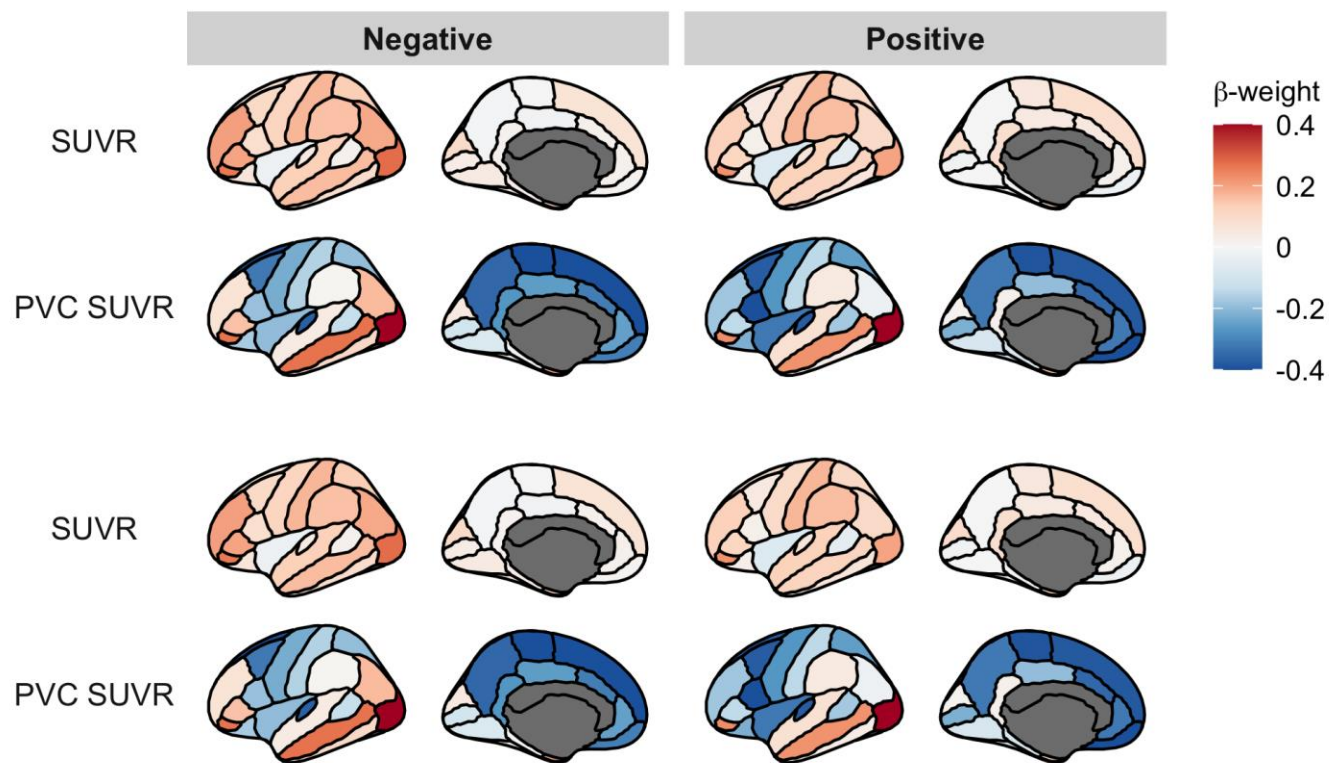 Negative
Positive
SUVR
PVC SUVR
SUVR
PVC SUVR
β-weight
0.4
0.2
0
-0.2
-0.4